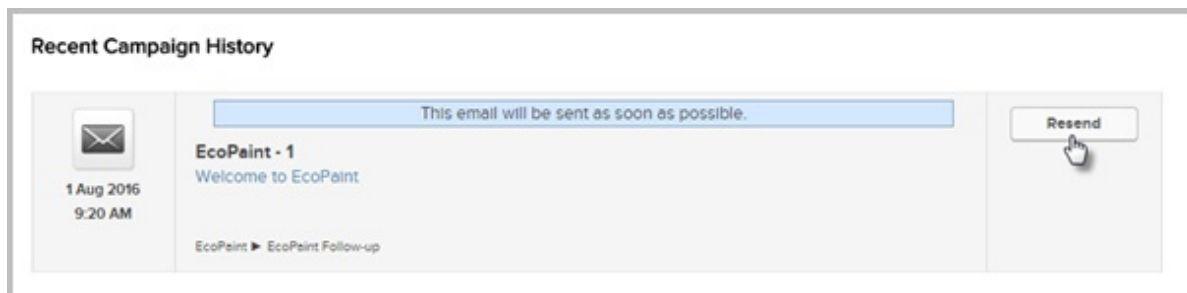 Recent Campaign History
This email will be sent as soon as possible.
Resend
EcoPaint - 1
Welcome to EcoPaint
1 Aug 2016
9:20 AM
EcoPaint ► EcoPaint Follow-up